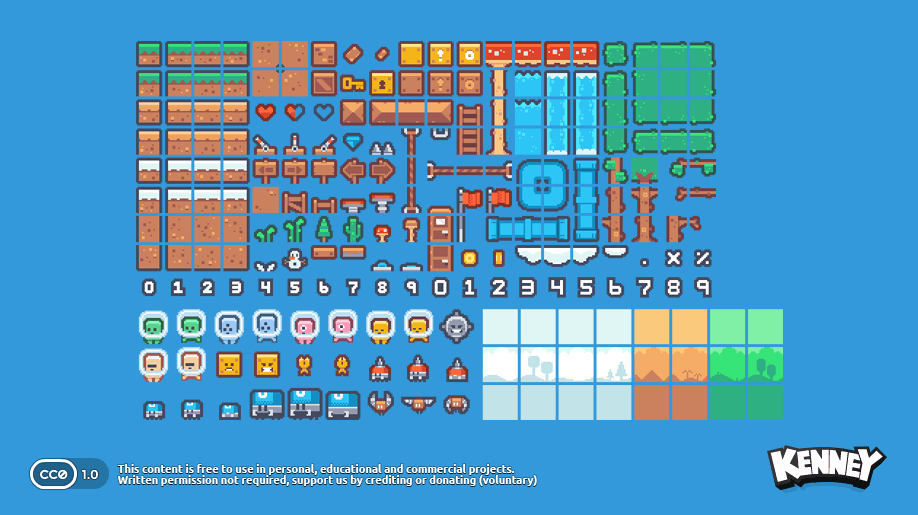 0 1 2 3 4 5 6 7 8 9 0 1 2 3 4 5 6 7 8 9
CC0 1.0
This content is free to use in personal, educational and commercial projects.
Written permission not required, support us by crediting or donating (voluntary)
KENNEY